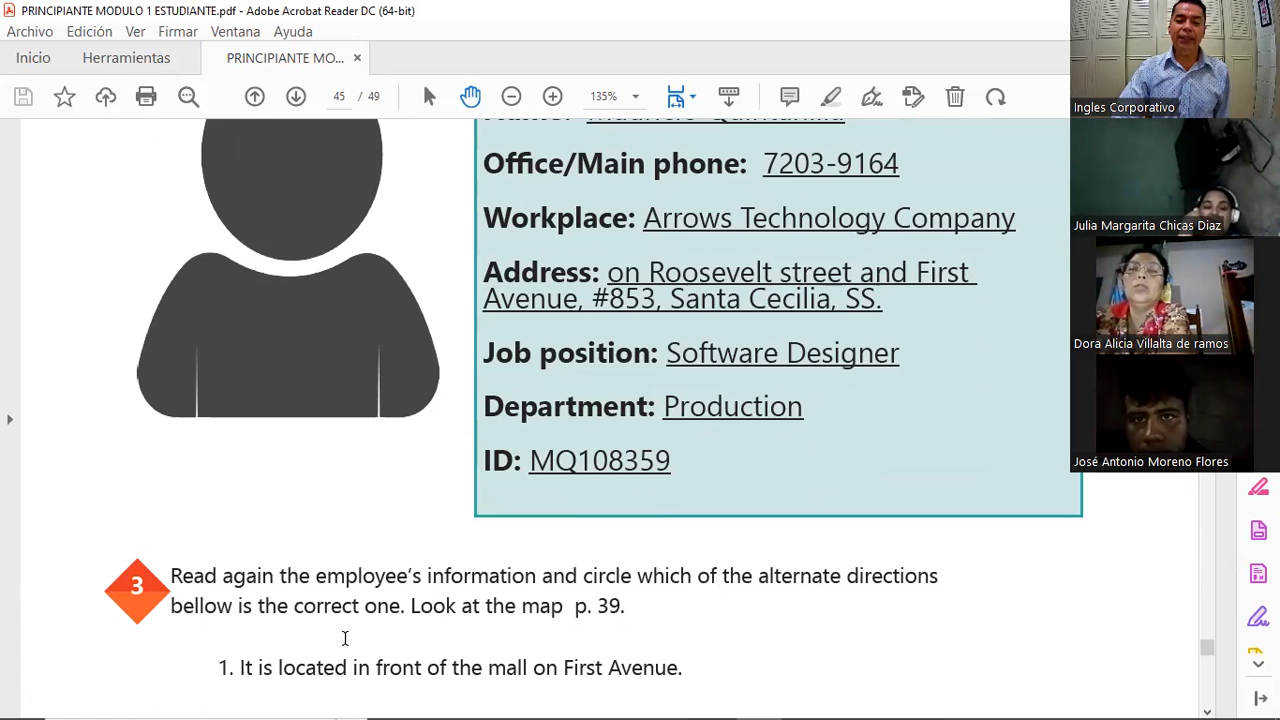 PRINCIPIANTE MODULO 1 ESTUDIANTE.pdf - Adobe Acrobat Reader DC (64-bit)
Archivo Edición Ver Firmar Ventana Ayuda
Inicio Herramientas PRINCIPIANTE MO... ×
45 / 49 135%
Office/Main phone: 7203-9164
Workplace: Arrows Technology Company
Address: on Roosevelt street and First
Avenue, #853, Santa Cecilia, SS.
Job position: Software Designer
Department: Production
ID: MQ108359
3
Read again the employee’s information and circle which of the alternate directions
bellow is the correct one. Look at the map p. 39.
1. It is located in front of the mall on First Avenue.
Ingles Corporativo
Julia Margarita Chicas Diaz
Dora Alicia Villalta de ramos
José Antonio Moreno Flores